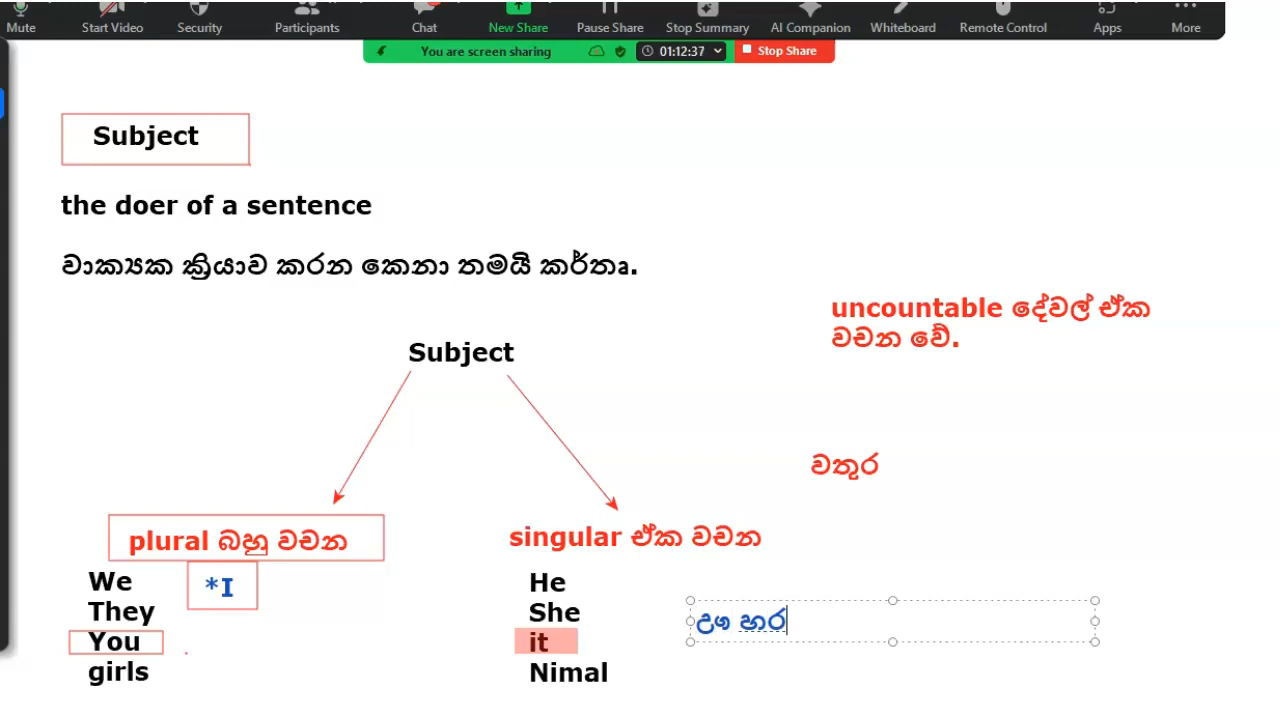 Mute Start Video Security Participants Chat New Share Pause Share Stop Summary AI Companion Whiteboard Remote Control Apps More
You are screen sharing 01:12:37 Stop Share
Subject
the doer of a sentence
වාක්‍යක ක්‍රියාව කරන කෙනා තමයි කර්තෘ.
uncountable දේවල් ඒක
වචන වේ.
Subject
වතුර
plural බහු වචන
singular ඒක වචන
We
*I
He
They
She
ඌ හර
You
it
girls
Nimal